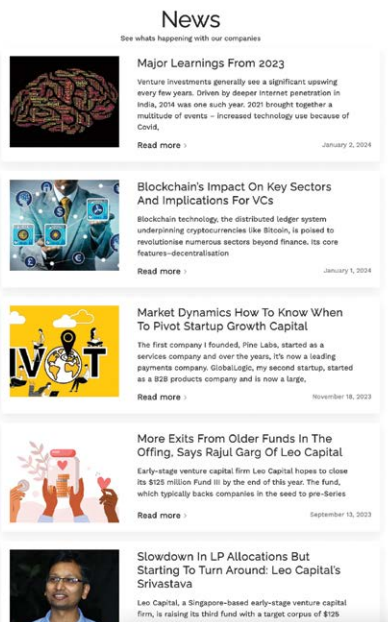 News
See whats happening with our companies
Major Learnings From 2023
Venture investments generally see a significant upswing
every few years. Driven by deeper Internet penetration in
India, 2014 was one such year. 2021 brought together a
multitude of events – increased technology use because of
Covid,
Read more ›
January 2, 2024
Blockchain's Impact On Key Sectors
And Implications For VCs
Blockchain technology, the distributed ledger system
underpinning cryptocurrencies like Bitcoin, is poised to
revolutionise numerous sectors beyond finance. Its core
features–decentralisation
Read more ›
January 1, 2024
IVOT
Market Dynamics How To Know When
To Pivot Startup Growth Capital
The first company I founded, Pine Labs, started as a
services company and over the years, it's now a leading
payments company. GlobalLogic, my second startup, started
as a B2B products company and is now a large,
Read more ›
November 18, 2023
More Exits From Older Funds In The
Offing, Says Rajul Garg Of Leo Capital
Early-stage venture capital firm Leo Capital hopes to close
its $125 million Fund III by the end of this year. The fund,
which typically backs companies in the seed to pre-Series
Read more ›
September 13, 2023
Slowdown In LP Allocations But
Starting To Turn Around: Leo Capital's
Srivastava
Leo Capital, a Singapore-based early-stage venture capital
firm, is raising its third fund with a target corpus of $125